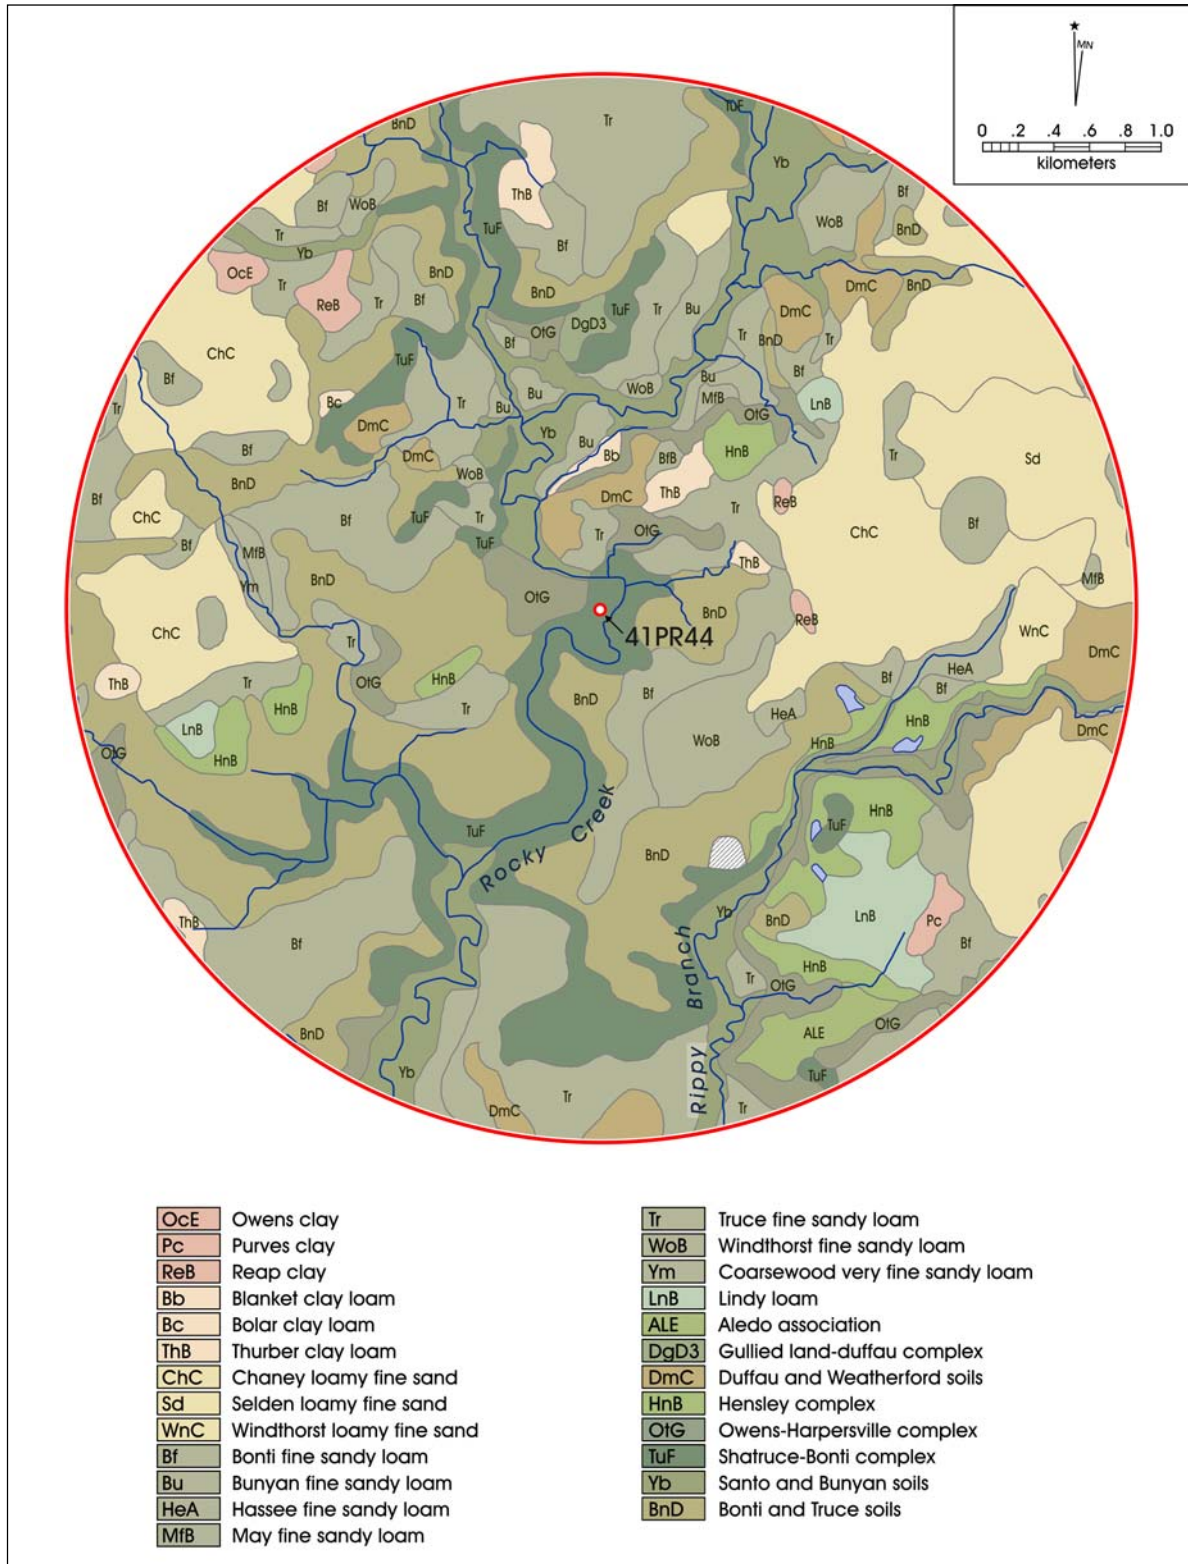 MN
0 .2 .4 .6 .8 1.0
kilometers
TuF
BnD
Tr
Yb
ThB
Bf
Bf
WoB
WoB
BnD
TuF
Tr
Bf
Yb
OcE
Tr
ReB
Tr
BnD
Bf
BnD
DmC
BnD
TuF
Tr
Bu
DmC
DgD3
OtG
Tr
BnD
Tr
Bf
ChC
Bf
TuF
Bf
Bu
WoB
Bu
MfB
LnB
Bc
Tr
Bu
OtG
DmC
Yb
Bu
Tr
Bf
DmC
WoB
Bb
BfB
HnB
Tr
Sd
BnD
Bf
DmC
ThB
ReB
ChC
TuF
Tr
Tr
OtG
Tr
ChC
Bf
Bf
Bf
MfB
TuF
ThB
MfB
Ym
BnD
OtG
BnD
ReB
41PR44
WnC
ChC
Tr
DmC
HeA
Bf
Bf
ThB
Tr
OtG
HnB
BnD
Bf
HnB
Tr
HeA
HnB
LnB
HnB
OtG
WoB
HnB
DmC
TuF
Rocky Creek
HnB
TuF
BnD
ThB
Bf
Yb
BnD
LnB
Pc
Bf
HnB
Tr
OtG
Rippy Branch
BnD
Yb
ALE
OtG
TuF
DmC
Tr
Tr
OcE Owens clay
Pc Purves clay
ReB Reap clay
Bb Blanket clay loam
Bc Bolar clay loam
ThB Thurber clay loam
ChC Chaney loamy fine sand
Sd Selden loamy fine sand
WnC Windthorst loamy fine sand
Bf Bonti fine sandy loam
Bu Bunyan fine sandy loam
HeA Hassee fine sandy loam
MfB May fine sandy loam
Tr Truce fine sandy loam
WoB Windthorst fine sandy loam
Ym Coarsewood very fine sandy loam
LnB Lindy loam
ALE Aledo association
DgD3 Gullied land-duffau complex
DmC Duffau and Weatherford soils
HnB Hensley complex
OtG Owens-Harpersville complex
TuF Shatruce-Bonti complex
Yb Santo and Bunyan soils
BnD Bonti and Truce soils